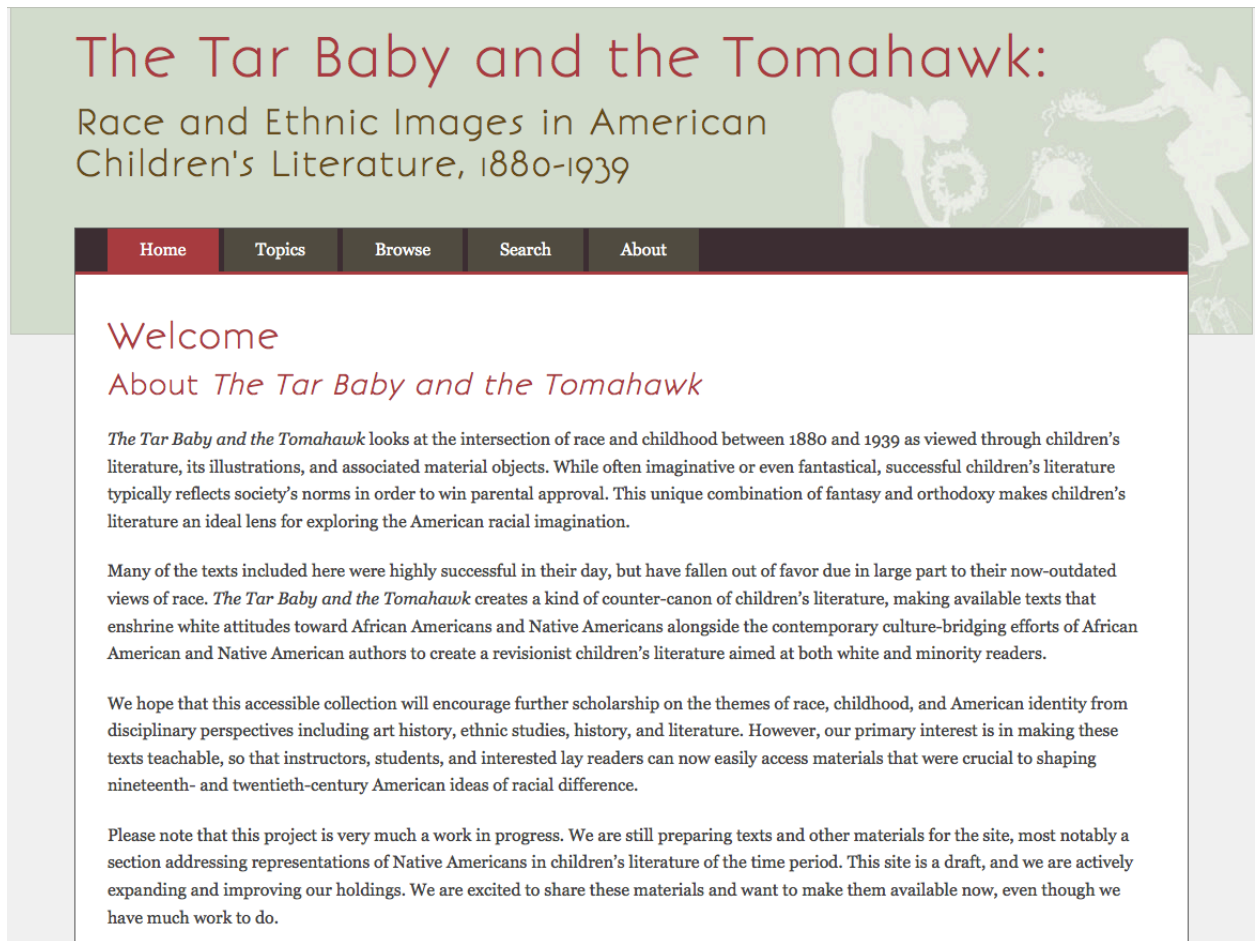 The Tar Baby and the Tomahawk:
Race and Ethnic Images in American
Children's Literature, 1880-1939
Home Topics Browse Search About
Welcome
About The Tar Baby and the Tomahawk
The Tar Baby and the Tomahawk looks at the intersection of race and childhood between 1880 and 1939 as viewed through children’s
literature, its illustrations, and associated material objects. While often imaginative or even fantastical, successful children’s literature
typically reflects society’s norms in order to win parental approval. This unique combination of fantasy and orthodoxy makes children’s
literature an ideal lens for exploring the American racial imagination.
Many of the texts included here were highly successful in their day, but have fallen out of favor due in large part to their now-outdated
views of race. The Tar Baby and the Tomahawk creates a kind of counter-canon of children’s literature, making available texts that
enshrine white attitudes toward African Americans and Native Americans alongside the contemporary culture-bridging efforts of African
American and Native American authors to create a revisionist children’s literature aimed at both white and minority readers.
We hope that this accessible collection will encourage further scholarship on the themes of race, childhood, and American identity from
disciplinary perspectives including art history, ethnic studies, history, and literature. However, our primary interest is in making these
texts teachable, so that instructors, students, and interested lay readers can now easily access materials that were crucial to shaping
nineteenth- and twentieth-century American ideas of racial difference.
Please note that this project is very much a work in progress. We are still preparing texts and other materials for the site, most notably a
section addressing representations of Native Americans in children’s literature of the time period. This site is a draft, and we are actively
expanding and improving our holdings. We are excited to share these materials and want to make them available now, even though we
have much work to do.